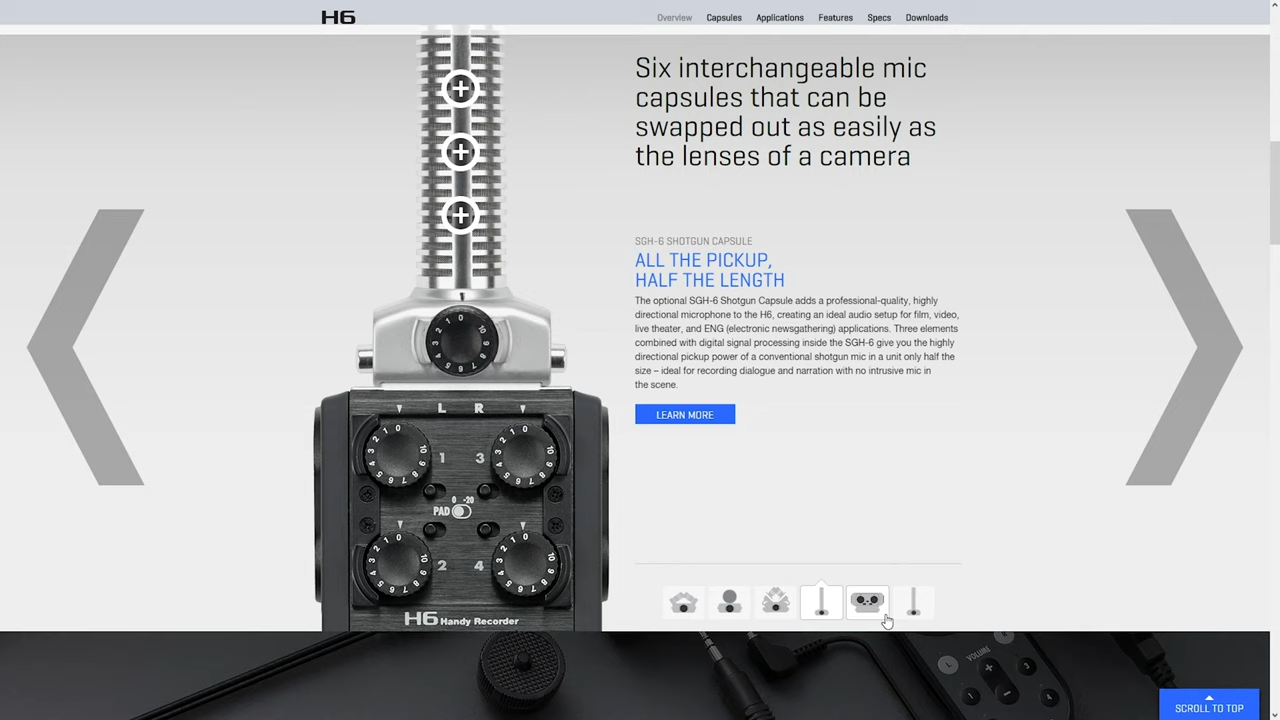 H6
Overview Capsules Applications Features Specs Downloads
Six interchangeable mic
capsules that can be
swapped out as easily as
the lenses of a camera
SGH-6 SHOTGUN CAPSULE
ALL THE PICKUP,
HALF THE LENGTH
The optional SGH-6 Shotgun Capsule adds a professional-quality, highly
directional microphone to the H6, creating an ideal audio setup for film, video,
live theater, and ENG (electronic newsgathering) applications. Three elements
combined with digital signal processing inside the SGH-6 give you the highly
directional pickup power of a conventional shotgun mic in a unit only half the
size – ideal for recording dialogue and narration with no intrusive mic in
the scene.
LEARN MORE
L R
1 3
0 -20
PAD
2 4
H6 Handy Recorder
VOLUME
SCROLL TO TOP